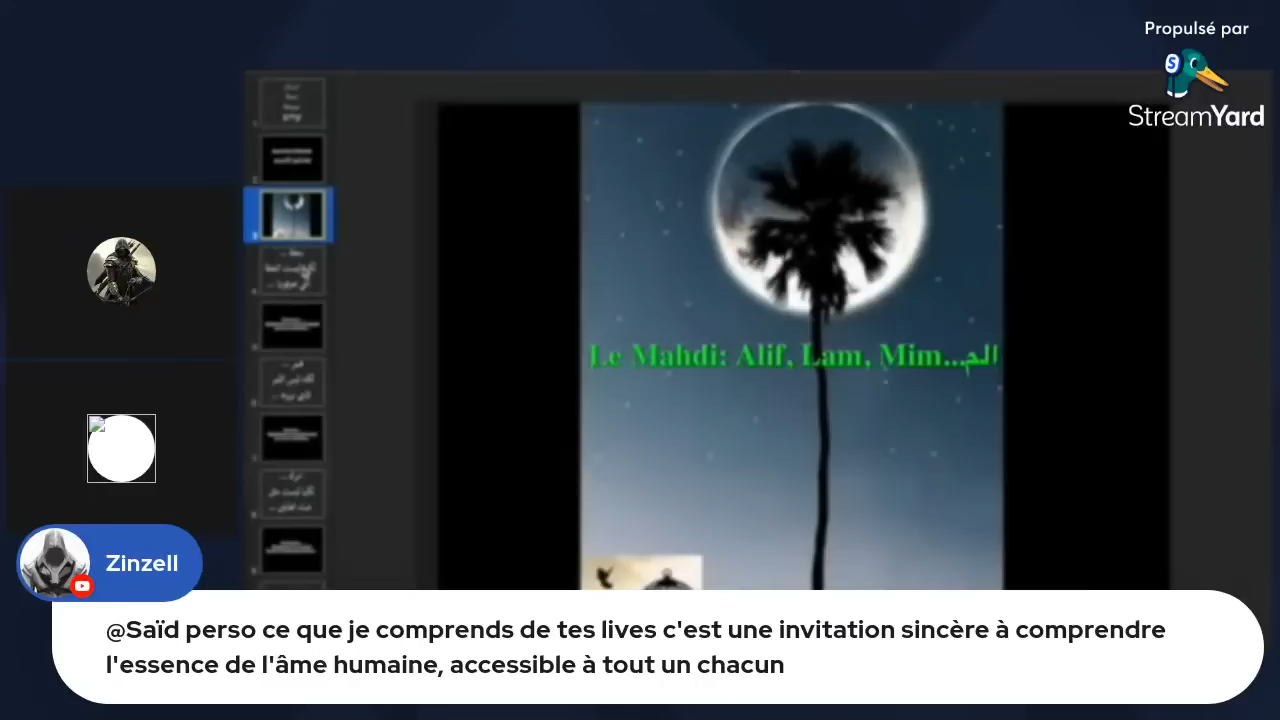 Propulsé par
StreamYard
Le Mahdi: Alif, Lam, Mim...الم
Zinzell
@Saïd perso ce que je comprends de tes lives c'est une invitation sincère à comprendre
l'essence de l'âme humaine, accessible à tout un chacun